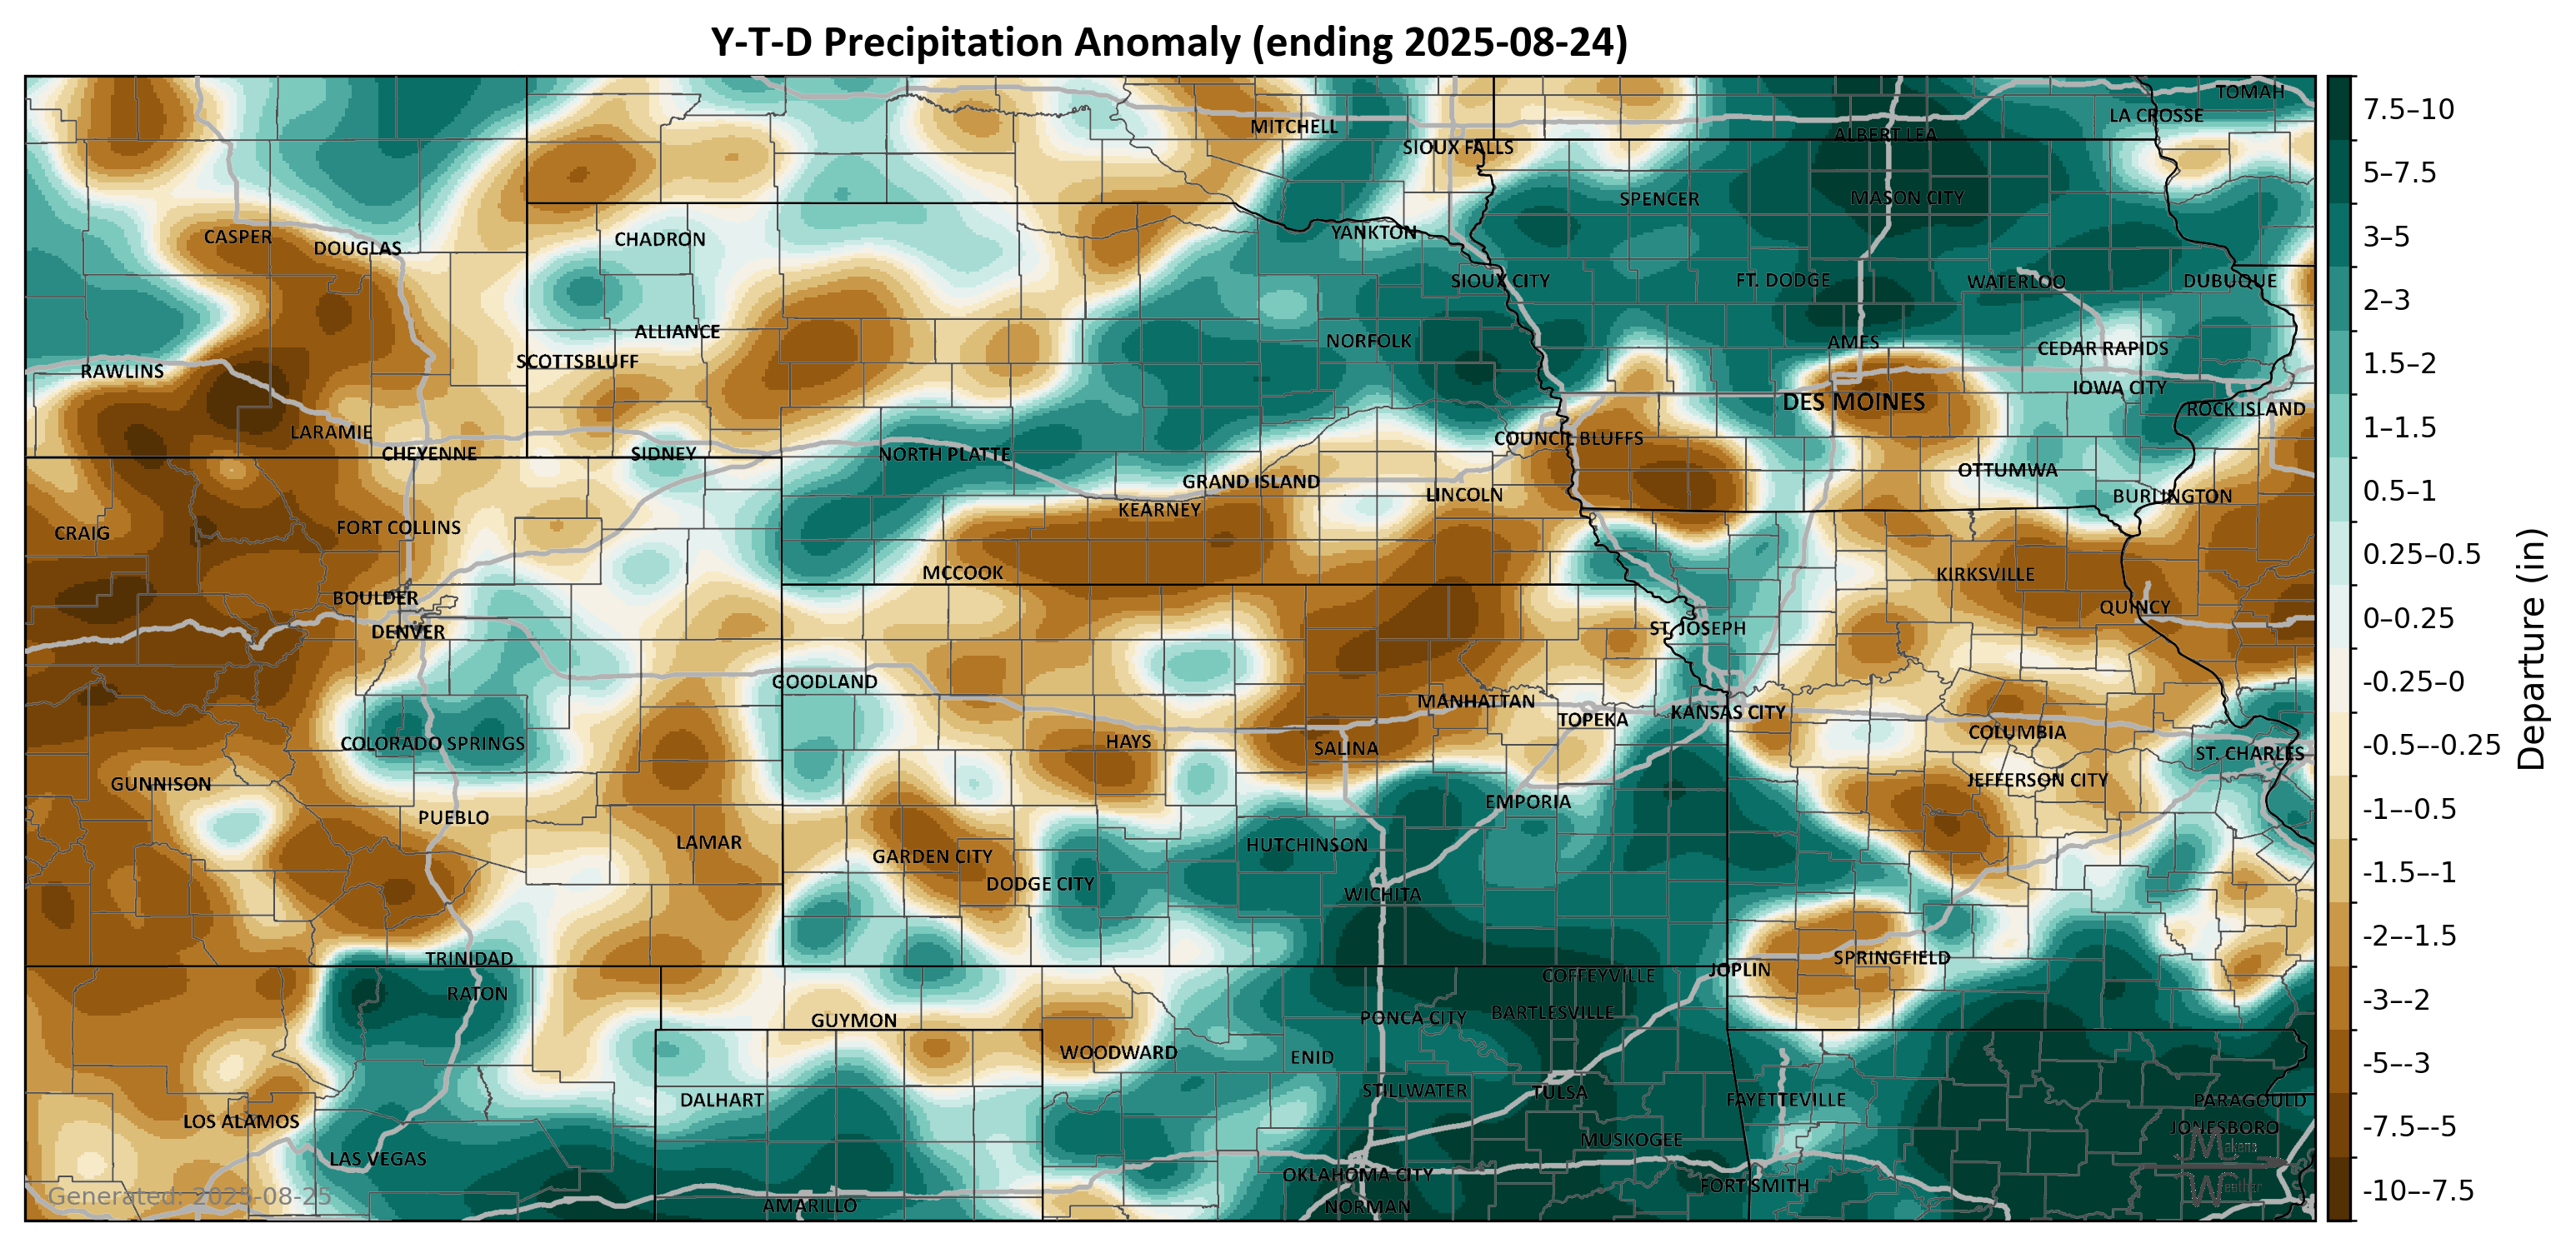 Y-T-D Precipitation Anomaly (ending 2025-08-24)
TOMAH
LA CROSSE
MITCHELL
ALBERT LEA
SIOUX FALLS
SPENCER
MASON CITY
CASPER
DOUGLAS
CHADRON
YANKTON
SIOUX CITY
FT. DODGE
WATERLOO
DUBUQUE
ALLIANCE
NORFOLK
AMES
CEDAR RAPIDS
SCOTTSBLUFF
RAWLINS
IOWA CITY
DES MOINES
ROCK ISLAND
LARAMIE
COUNCIL BLUFFS
CHEYENNE
SIDNEY
NORTH PLATTE
OTTUMWA
GRAND ISLAND
LINCOLN
BURLINGTON
KEARNEY
CRAIG
FORT COLLINS
MCCOOK
KIRKSVILLE
BOULDER
QUINCY
DENVER
ST. JOSEPH
GOODLAND
MANHATTAN
TOPEKA
KANSAS CITY
COLORADO SPRINGS
HAYS
SALINA
COLUMBIA
ST. CHARLES
GUNNISON
JEFFERSON CITY
EMPORIA
PUEBLO
LAMAR
HUTCHINSON
GARDEN CITY
DODGE CITY
WICHITA
TRINIDAD
SPRINGFIELD
JOPLIN
COFFEYVILLE
RATON
BARTLESVILLE
PONCA CITY
GUYMON
WOODWARD
ENID
STILLWATER
TULSA
DALHART
FAYETTEVILLE
PARAGOULD
LOS ALAMOS
JONESBORO
MUSKOGEE
Makens
LAS VEGAS
OKLAHOMA CITY
FORT SMITH
Weather
Generated: 2025-08-25
AMARILLO
NORMAN
7.5–10
5–7.5
3–5
2–3
1.5–2
1–1.5
0.5–1
0.25–0.5
0–0.25
-0.25–0
-0.5–-0.25
-1–-0.5
-1.5–-1
-2–-1.5
-3–-2
-5–-3
-7.5–-5
-10–-7.5
Departure (in)